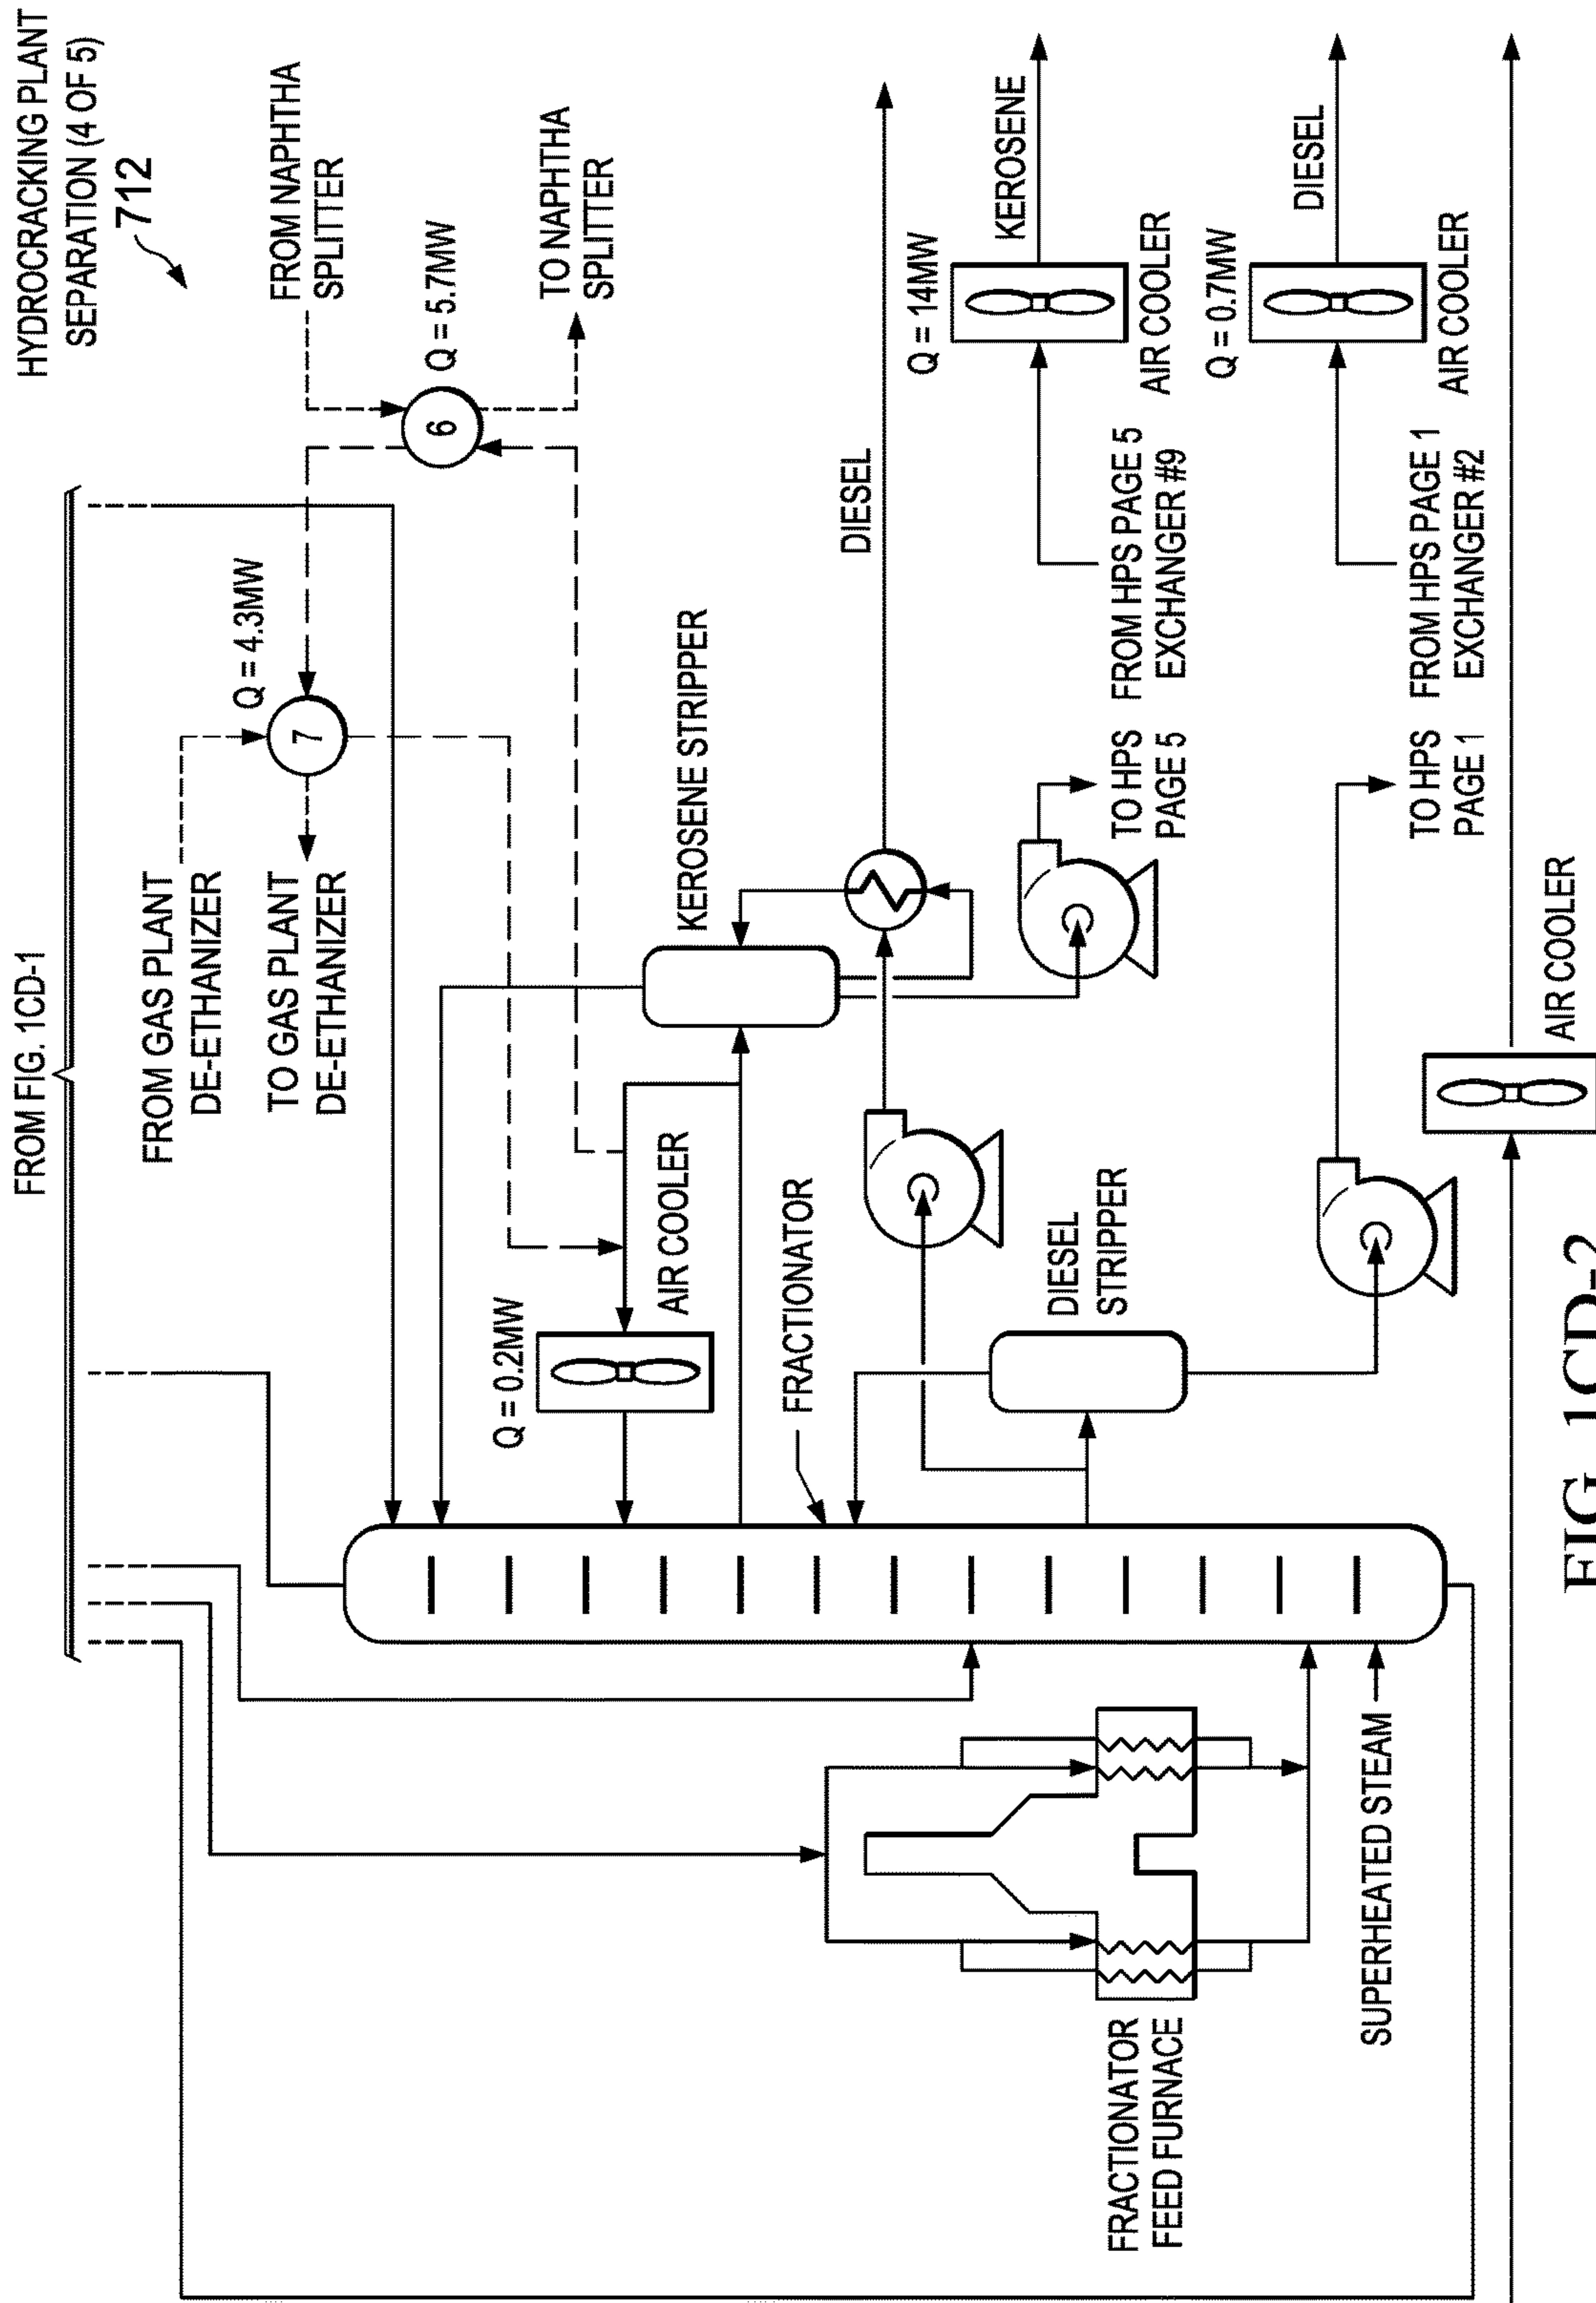 HYDROCRACKING PLANT
SEPARATION (4 OF 5)
712
FROM FIG. 1CD-1
FROM NAPHTHA
SPLITTER
Q = 5.7MW
6
TO NAPHTHA
SPLITTER
Q = 4.3MW
7
FROM GAS PLANT
DE-ETHANIZER
TO GAS PLANT
DE-ETHANIZER
KEROSENE STRIPPER
DIESEL
Q = 14MW
KEROSENE
AIR COOLER
Q = 0.7MW
DIESEL
AIR COOLER
FROM HPS PAGE 5
EXCHANGER #9
FROM HPS PAGE 1
EXCHANGER #2
TO HPS
PAGE 5
TO HPS
PAGE 1
AIR COOLER
Q = 0.2MW
AIR COOLER
FRACTIONATOR
DIESEL
STRIPPER
FRACTIONATOR
FEED FURNACE
SUPERHEATED STEAM
FIG. 1CD-2